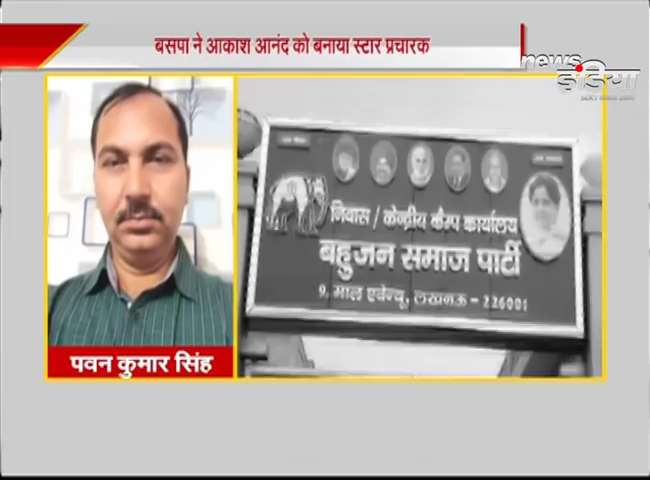 बसपा ने आकाश आनंद को बनाया स्टार प्रचारक
news
इंडिया
निवास / केन्द्रीय कैम्प कार्यालय
बहुजन समाज पार्टी
9, माल एवेन्यू, लखनऊ - 226001
पवन कुमार सिंह